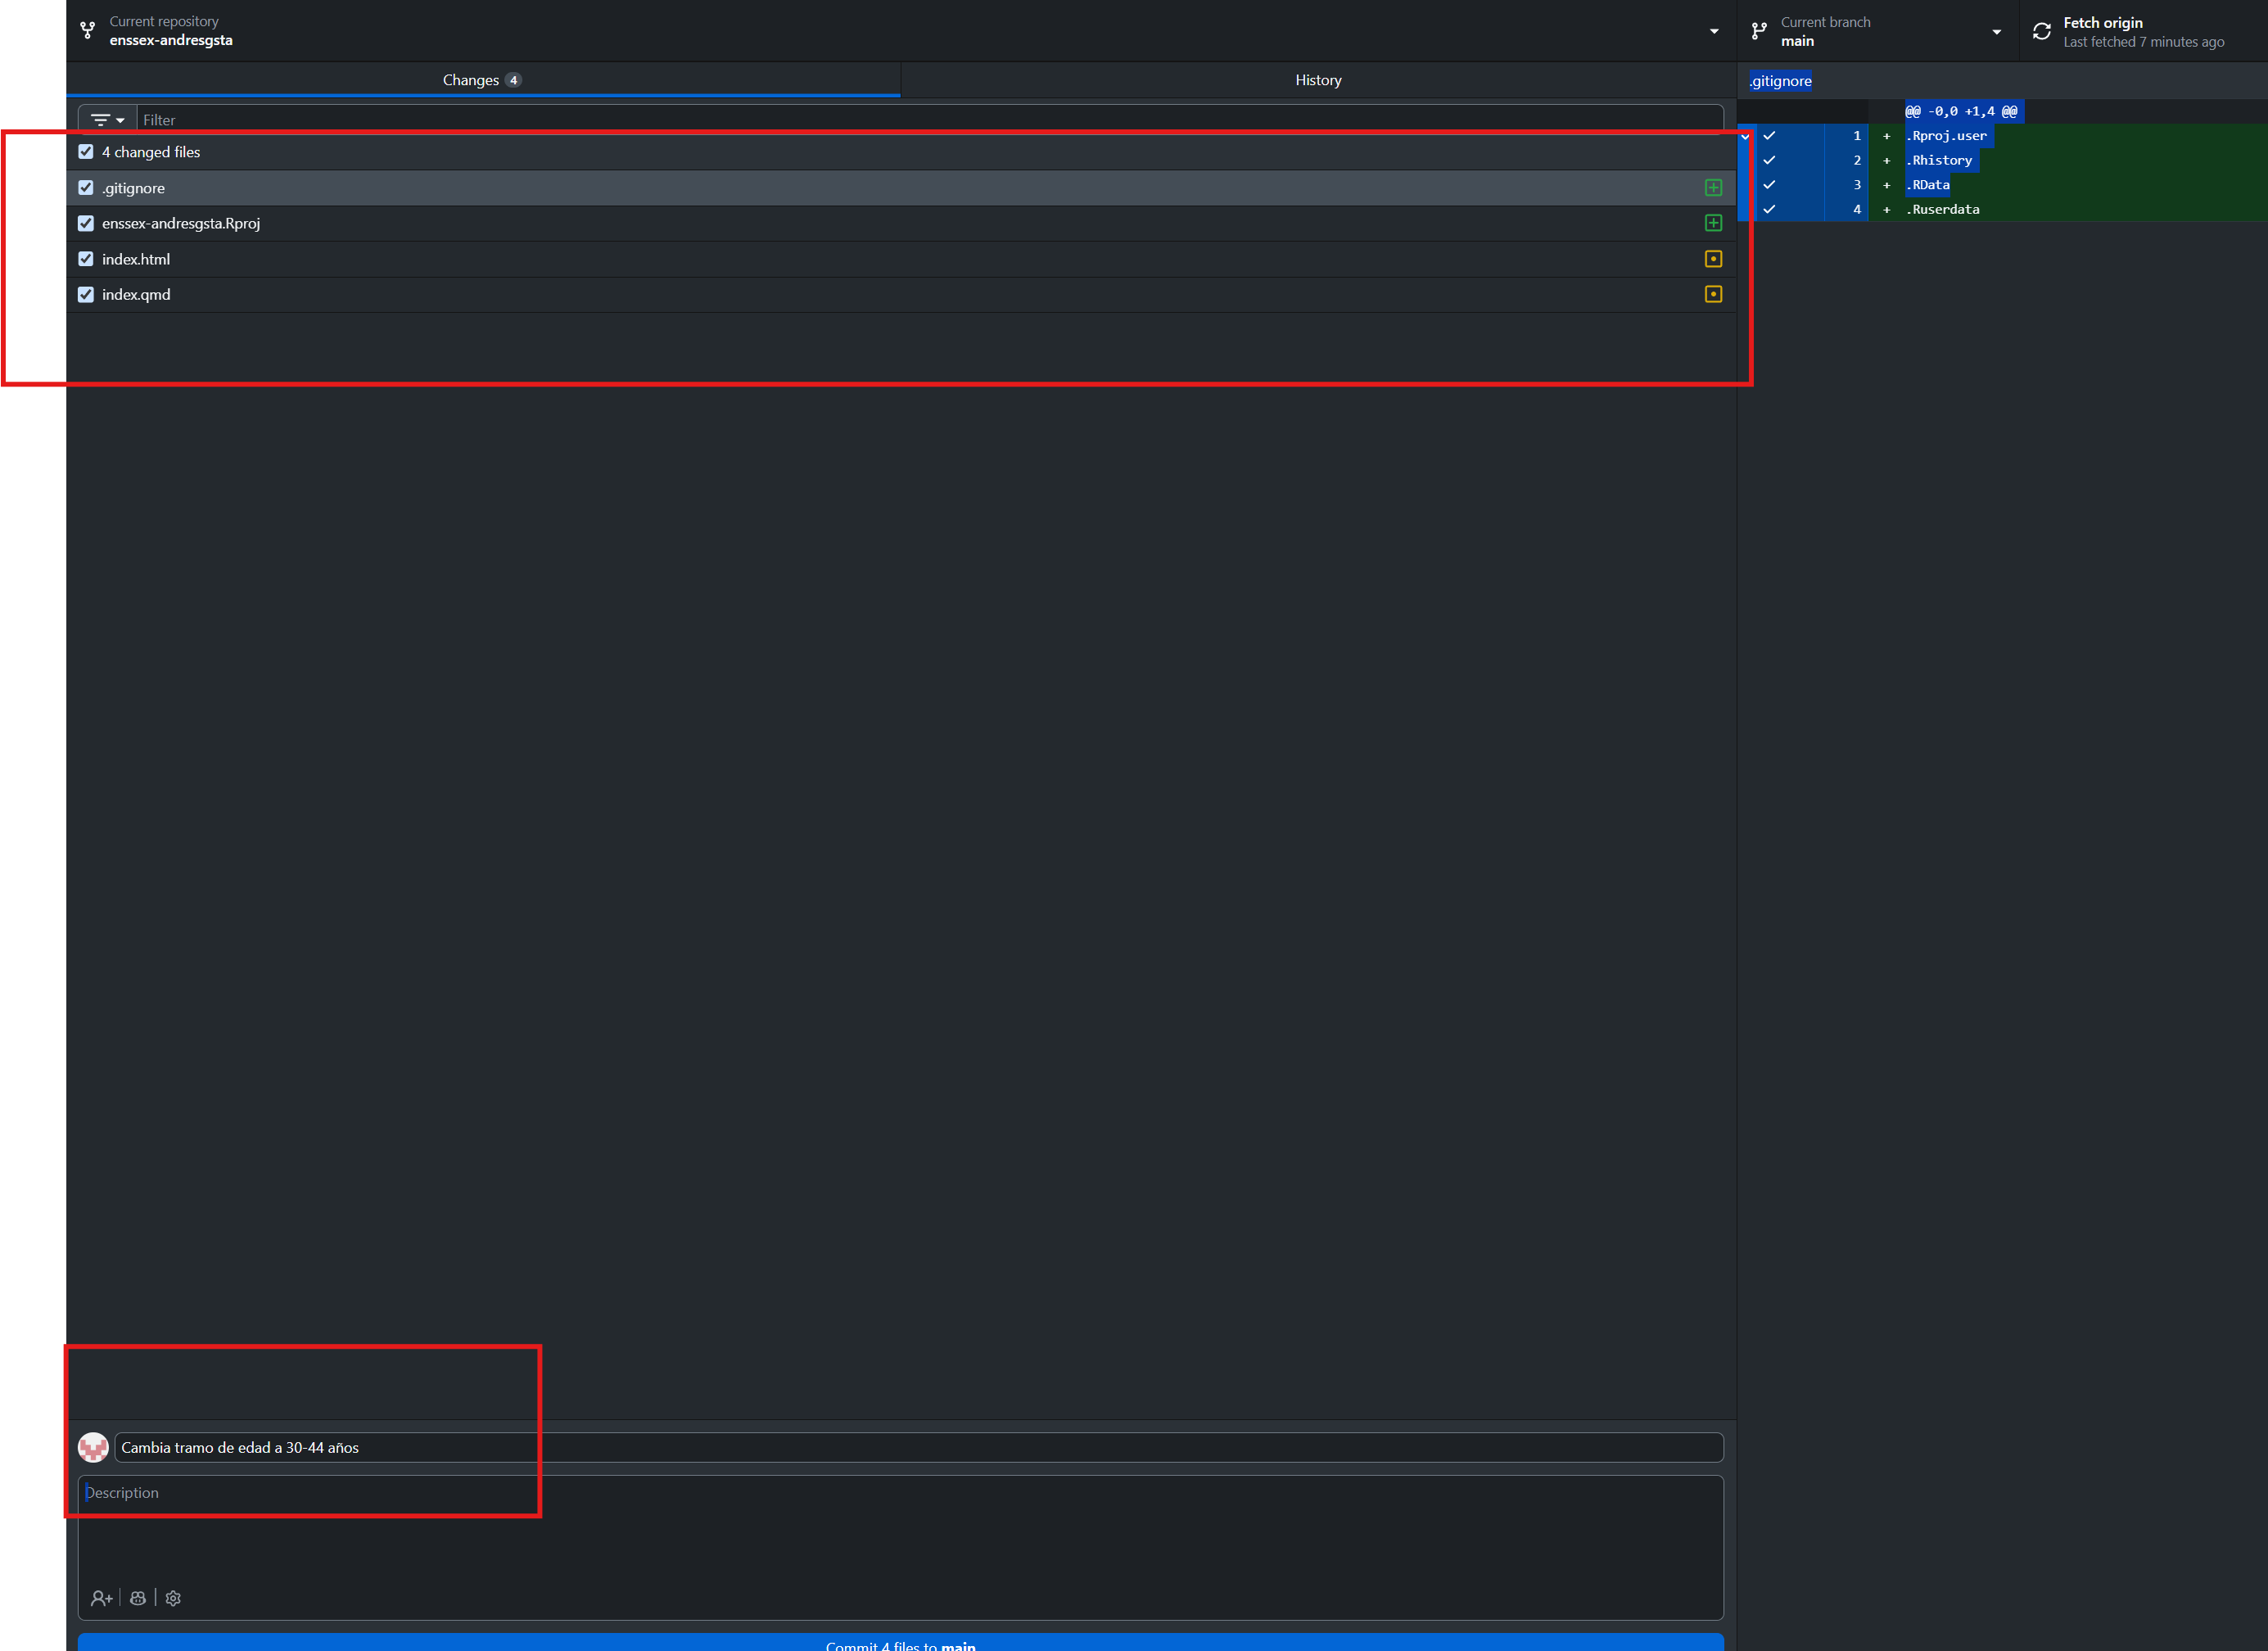 Current repository
enssex-andresgsta
Current branch
main
Fetch origin
Last fetched 7 minutes ago
Changes 4
History
Filter
4 changed files
.gitignore
enssex-andresgsta.Rproj
index.html
index.qmd
.gitignore
@@ -0,0 +1,4 @@
1 + .Rproj.user
2 + .Rhistory
3 + .RData
4 + .Ruserdata
Cambia tramo de edad a 30-44 años
Description
Commit 4 files to main